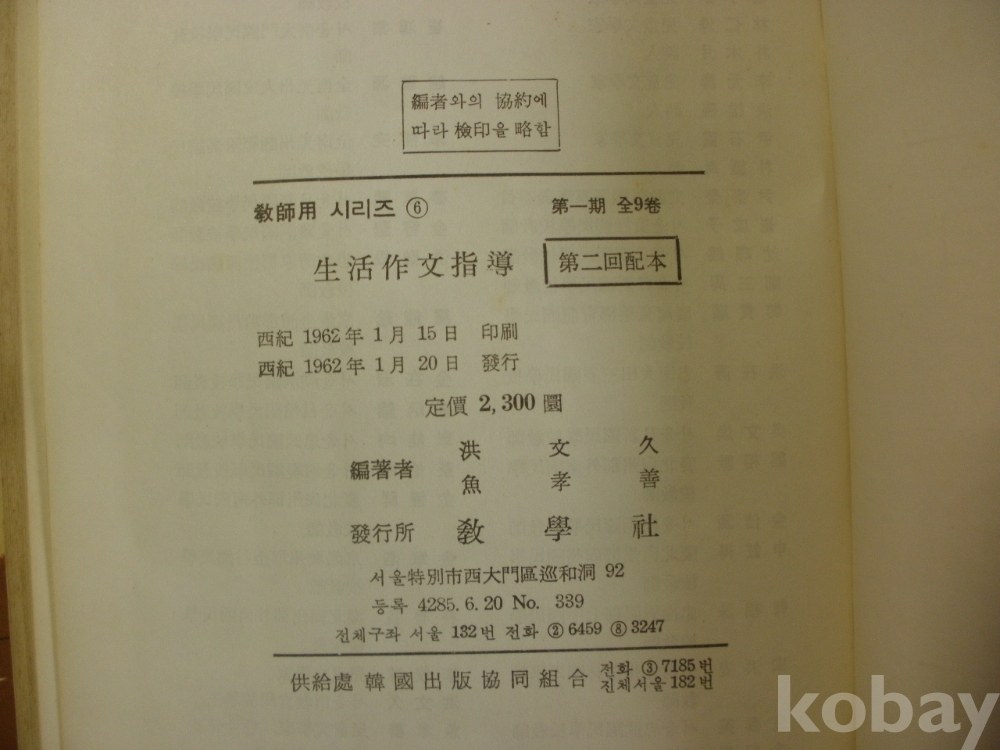 編者와의 協約에
따라 檢印을 略함
敎師用 시리즈 ⑥ 第一期 全9卷
生活作文指導 第二回配本
西紀 1962年 1月 15日 印刷
西紀 1962年 1月 20日 發行
定價 2,300 圜
編著者 洪文久
魚孝善
發行所 敎學社
서울特別市西大門區巡和洞 92
등록 4285.6.20 No. 339
전체구좌 서울 132번 전화 ②6459 ⑧3247
供給處 韓國出版協同組合 전화 ③7185번
진체서울 182번
kobay